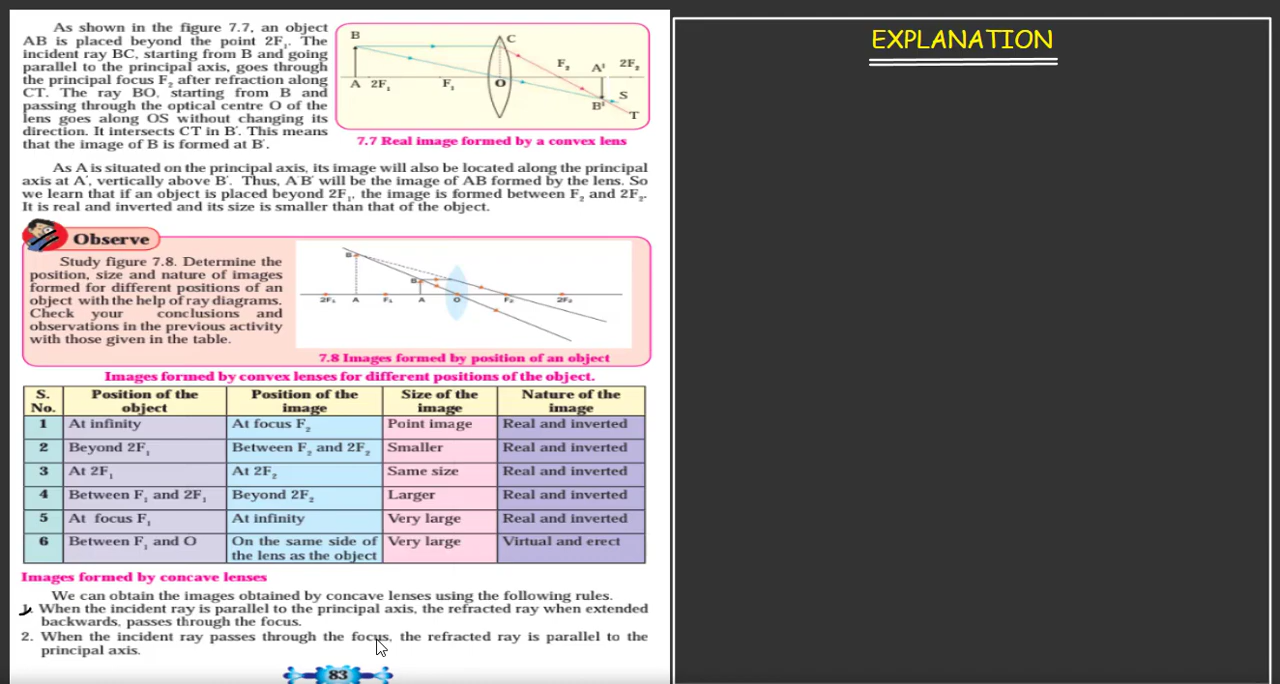 As shown in the figure 7.7, an object
AB is placed beyond the point 2F₁. The
incident ray BC, starting from B and going
parallel to the principal axis, goes through
the principal focus F₂ after refraction along
CT. The ray BO, starting from B and
passing through the optical centre O of the
lens goes along OS without changing its
direction. It intersects CT in B′. This means
that the image of B is formed at B′.
B
C
A 2F₁
F₁
O
F₂
A'
2F₂
B'
S
T
7.7 Real image formed by a convex lens
As A is situated on the principal axis, its image will also be located along the principal
axis at A′, vertically above B′. Thus, A′B′ will be the image of AB formed by the lens. So
we learn that if an object is placed beyond 2F₁, the image is formed between F₂ and 2F₂.
It is real and inverted and its size is smaller than that of the object.
Observe
Study figure 7.8. Determine the
position, size and nature of images
formed for different positions of an
object with the help of ray diagrams.
Check your conclusions and
observations in the previous activity
with those given in the table.
B'
B
2F₁ A' F₁ A O F₂ 2F₂
7.8 Images formed by position of an object
Images formed by convex lenses for different positions of the object.
S. No. Position of the object Position of the image Size of the image Nature of the image
1 At infinity At focus F₂ Point image Real and inverted
2 Beyond 2F₁ Between F₂ and 2F₂ Smaller Real and inverted
3 At 2F₁ At 2F₂ Same size Real and inverted
4 Between F₁ and 2F₁ Beyond 2F₂ Larger Real and inverted
5 At focus F₁ At infinity Very large Real and inverted
6 Between F₁ and O On the same side of the lens as the object Very large Virtual and erect
Images formed by concave lenses
We can obtain the images obtained by concave lenses using the following rules.
1. When the incident ray is parallel to the principal axis, the refracted ray when extended
backwards, passes through the focus.
2. When the incident ray passes through the focus, the refracted ray is parallel to the
principal axis.
83
EXPLANATION